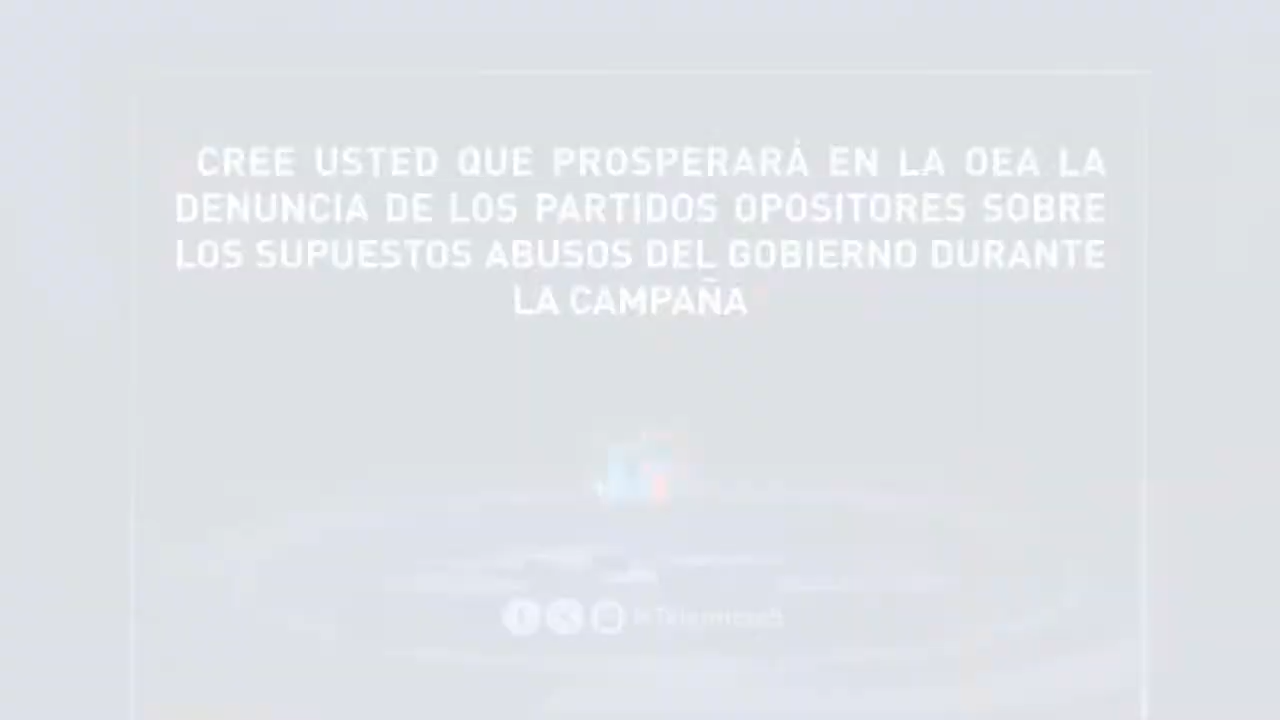 CREE USTED QUE PROSPERARÁ EN LA OEA LA
DENUNCIA DE LOS PARTIDOS OPOSITORES SOBRE
LOS SUPUESTOS ABUSOS DEL GOBIERNO DURANTE
LA CAMPAÑA